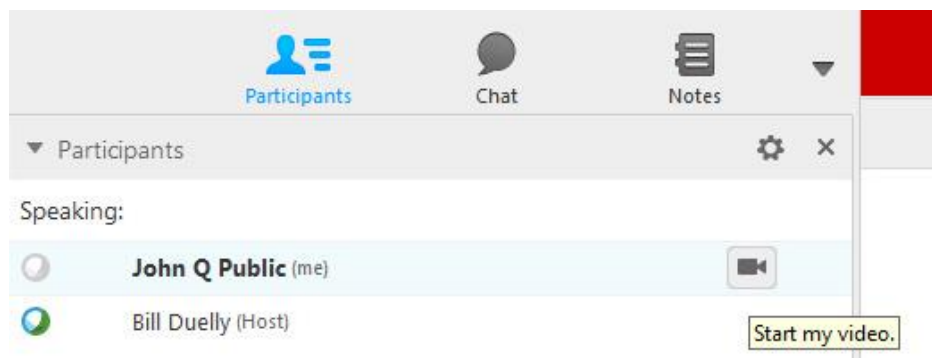 Participants Chat Notes
Participants
Speaking:
John Q Public (me)
Bill Duelly (Host)
Start my video.